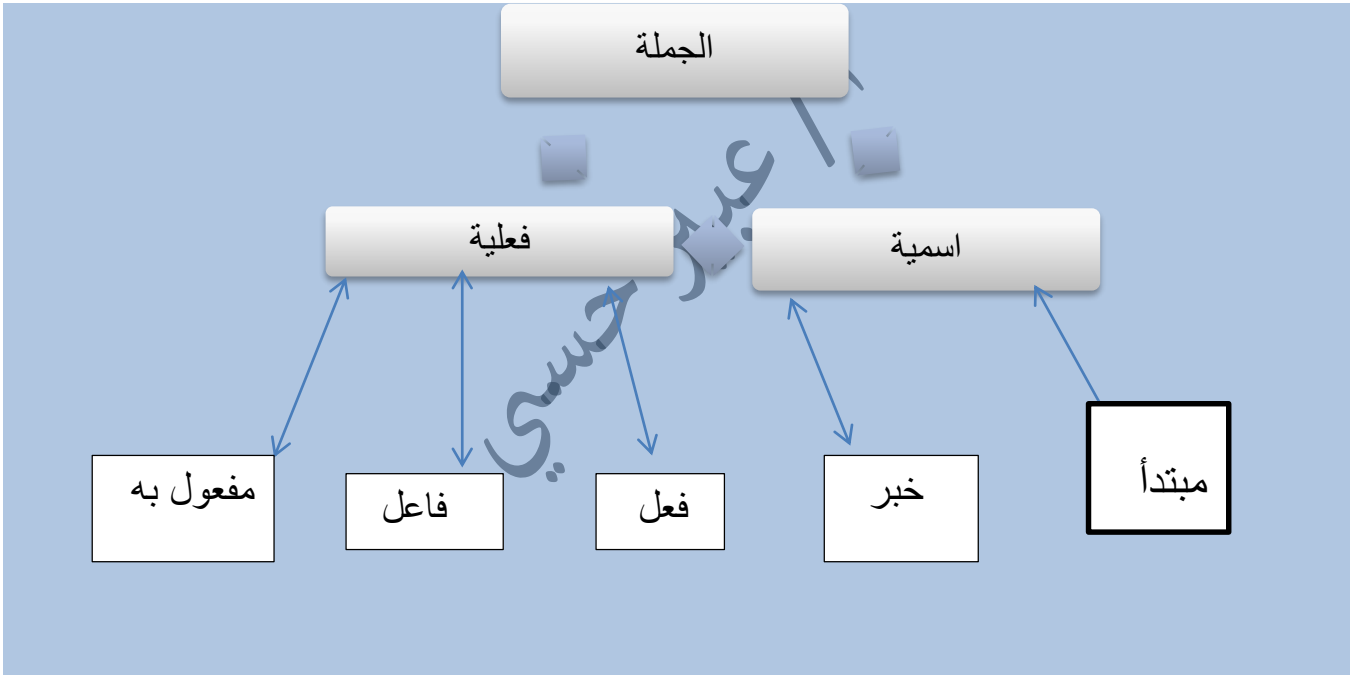 الجملة
اسمية
فعلية
مبتدأ
خبر
فعل
فاعل
مفعول به